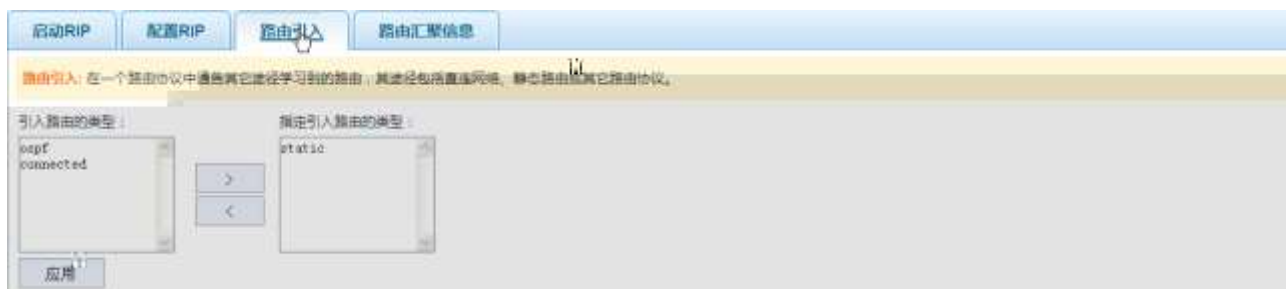 启动RIP 配置RIP 路由引入 路由汇聚信息
路由引入: 在一个路由协议中通告其它途径学习到的路由，其途径包括直连网络、静态路由和其它路由协议。
引入路由的类型： 指定引入路由的类型：
ospf static
connected
> 
<
应用